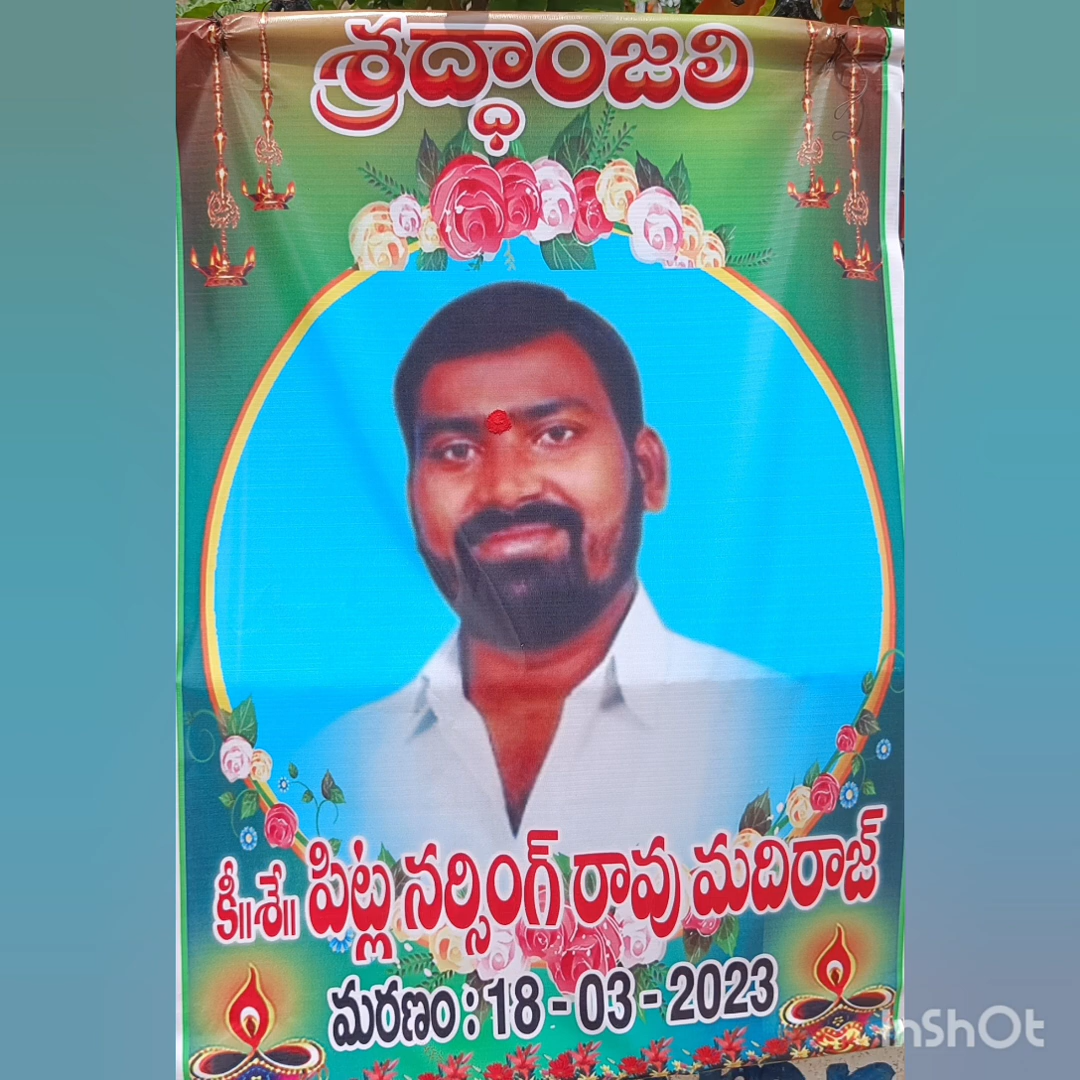 శ్రద్ధాంజలి
కీ॥శే॥ పిట్ల నర్సింగ్ రావు మదిరాజ్
మరణం : 18 - 03 - 2023
InShOt